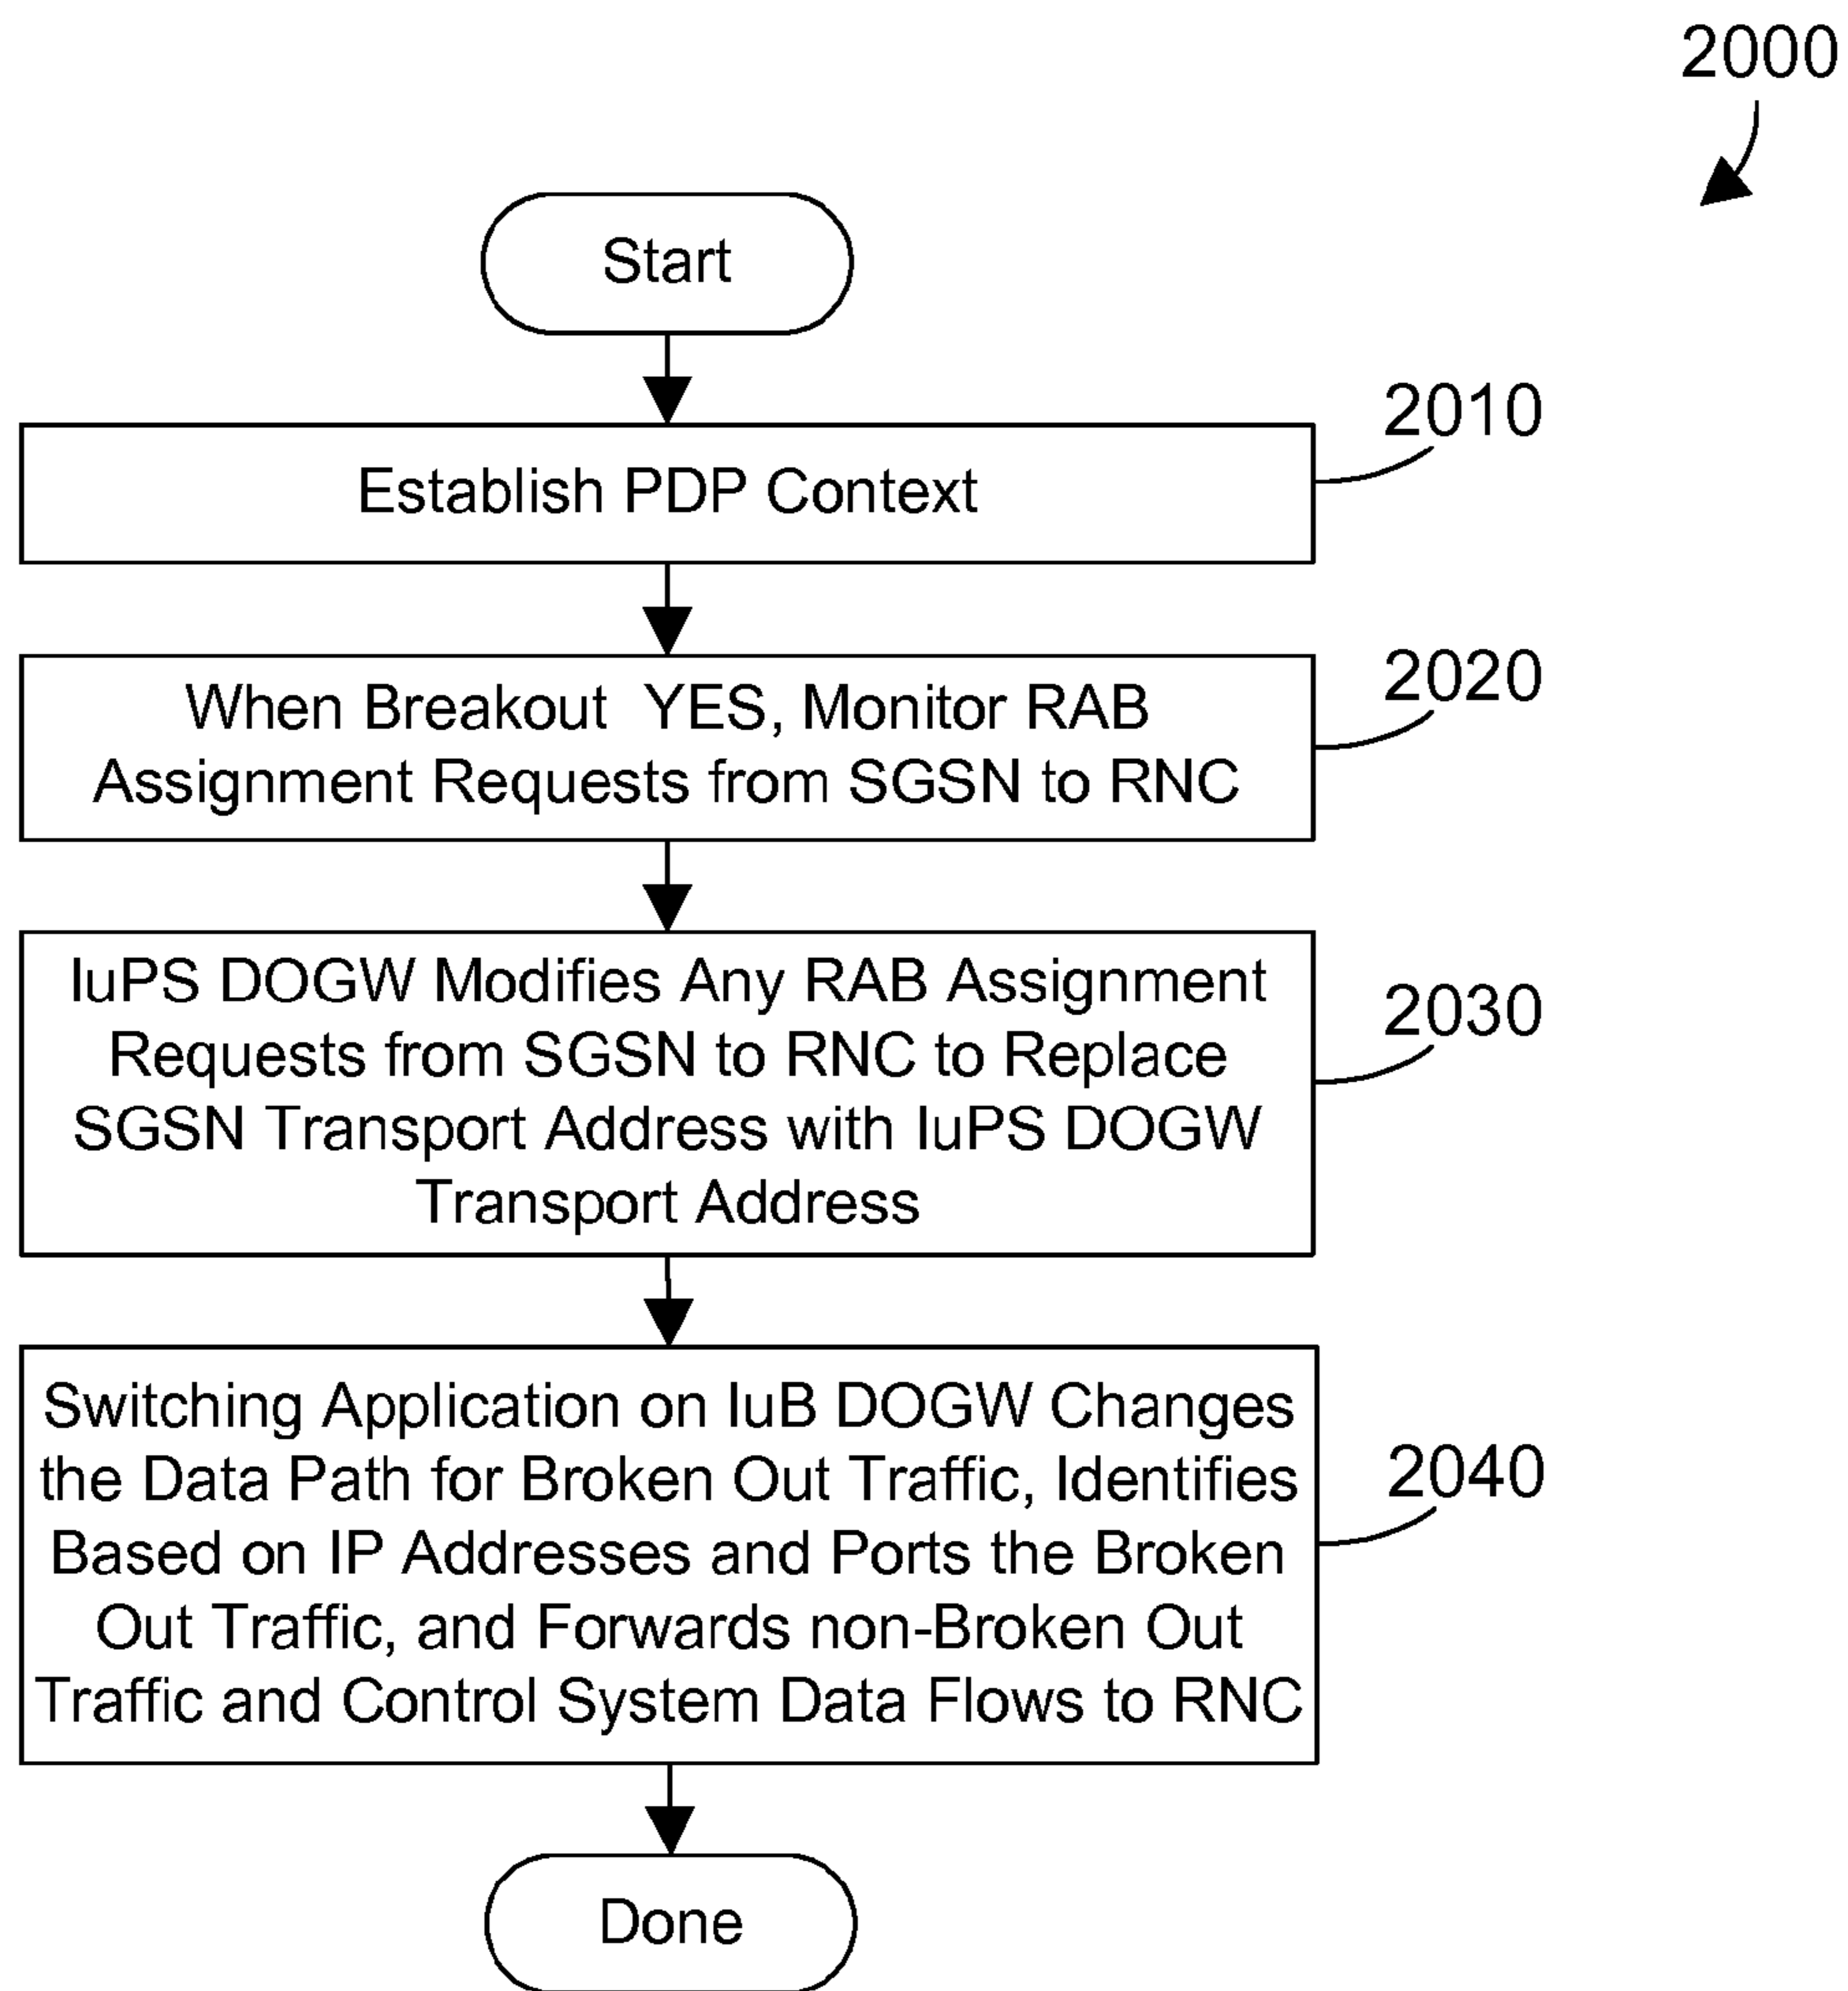 2000
Start
2010
Establish PDP Context
2020
When Breakout YES, Monitor RAB
Assignment Requests from SGSN to RNC
2030
IuPS DOGW Modifies Any RAB Assignment
Requests from SGSN to RNC to Replace
SGSN Transport Address with IuPS DOGW
Transport Address
2040
Switching Application on IuB DOGW Changes
the Data Path for Broken Out Traffic, Identifies
Based on IP Addresses and Ports the Broken
Out Traffic, and Forwards non-Broken Out
Traffic and Control System Data Flows to RNC
Done